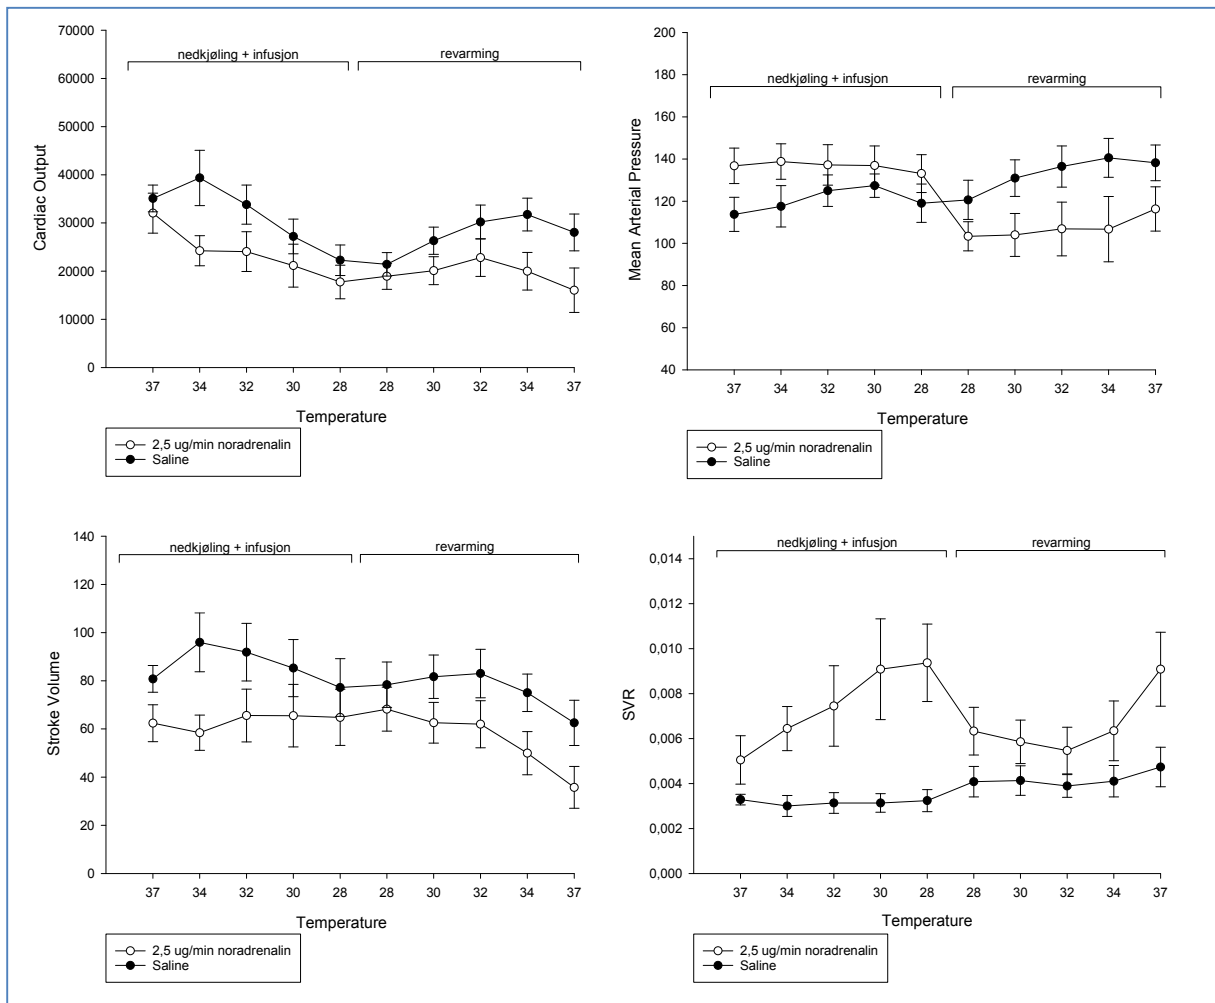 70000
60000
50000
40000
30000
20000
10000
0
Cardiac Output
nedkjøling + infusjon
revarming
37 34 32 30 28 28 30 32 34 37
Temperature
2,5 ug/min noradrenalin
Saline
200
180
160
140
120
100
80
60
40
Mean Arterial Pressure
nedkjøling + infusjon
revarming
37 34 32 30 28 28 30 32 34 37
Temperature
2,5 ug/min noradrenalin
Saline
140
120
100
80
60
40
20
0
Stroke Volume
nedkjøling + infusjon
revarming
37 34 32 30 28 28 30 32 34 37
Temperature
2,5 ug/min noradrenalin
Saline
0,014
0,012
0,010
0,008
0,006
0,004
0,002
0,000
SVR
nedkjøling + infusjon
revarming
37 34 32 30 28 28 30 32 34 37
Temperature
2,5 ug/min noradrenalin
Saline